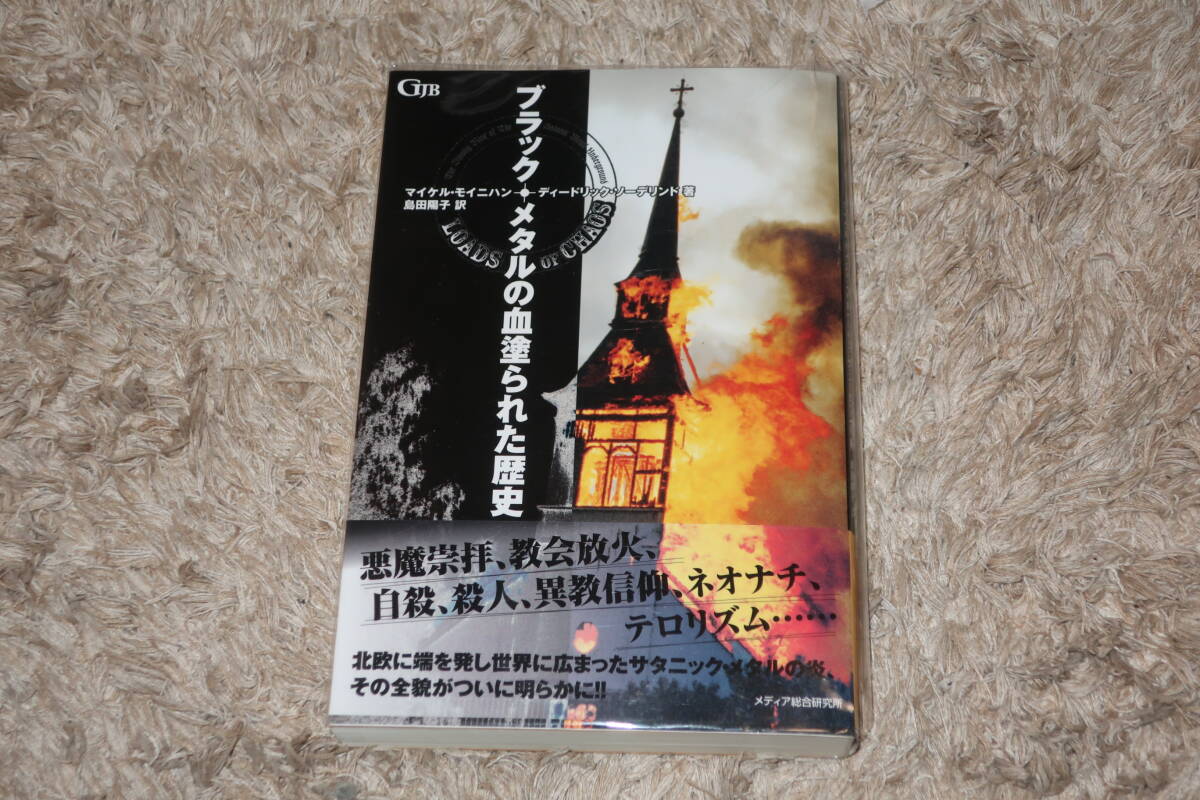 GJB
ブラック・メタルの血塗られた歴史
マイケル・モイニハン ディードリック・ソーデリンド 著
島田陽子 訳
LOADS OF CHAOS
悪魔崇拝、教会放火、
自殺、殺人、異教信仰、ネオナチ、
テロリズム……
北欧に端を発し世界に広まったサタニック・メタルの炎、
その全貌がついに明らかに!!
メディア総合研究所